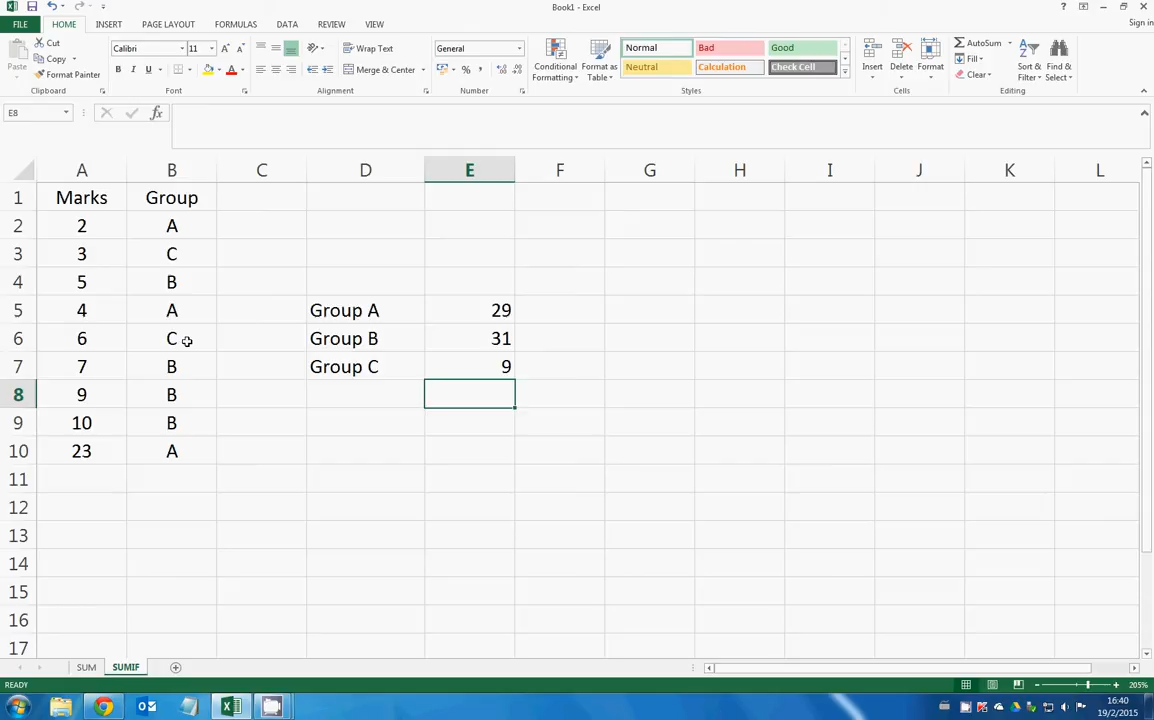 Book1 - Excel
?
Sign in
FILE HOME INSERT PAGE LAYOUT FORMULAS DATA REVIEW VIEW
Paste
Cut
Copy
Format Painter
Clipboard
Calibri 11 A A
B I U A
Font
Wrap Text
Merge & Center
Alignment
General
% ,
Number
Conditional Formatting
Format as Table
Normal Bad Good
Neutral Calculation Check Cell
Styles
Insert Delete Format
Cells
AutoSum
Fill
Clear
Sort & Filter
Find & Select
Editing
E8 fx
A B C D E F G H I J K L
1 Marks Group
2 2 A
3 3 C
4 5 B
5 4 A Group A 29
6 6 C Group B 31
7 7 B Group C 9
8 9 B
9 10 B
10 23 A
11
12
13
14
15
16
17
SUM SUMIF
READY 205%
16:40
19/2/2015